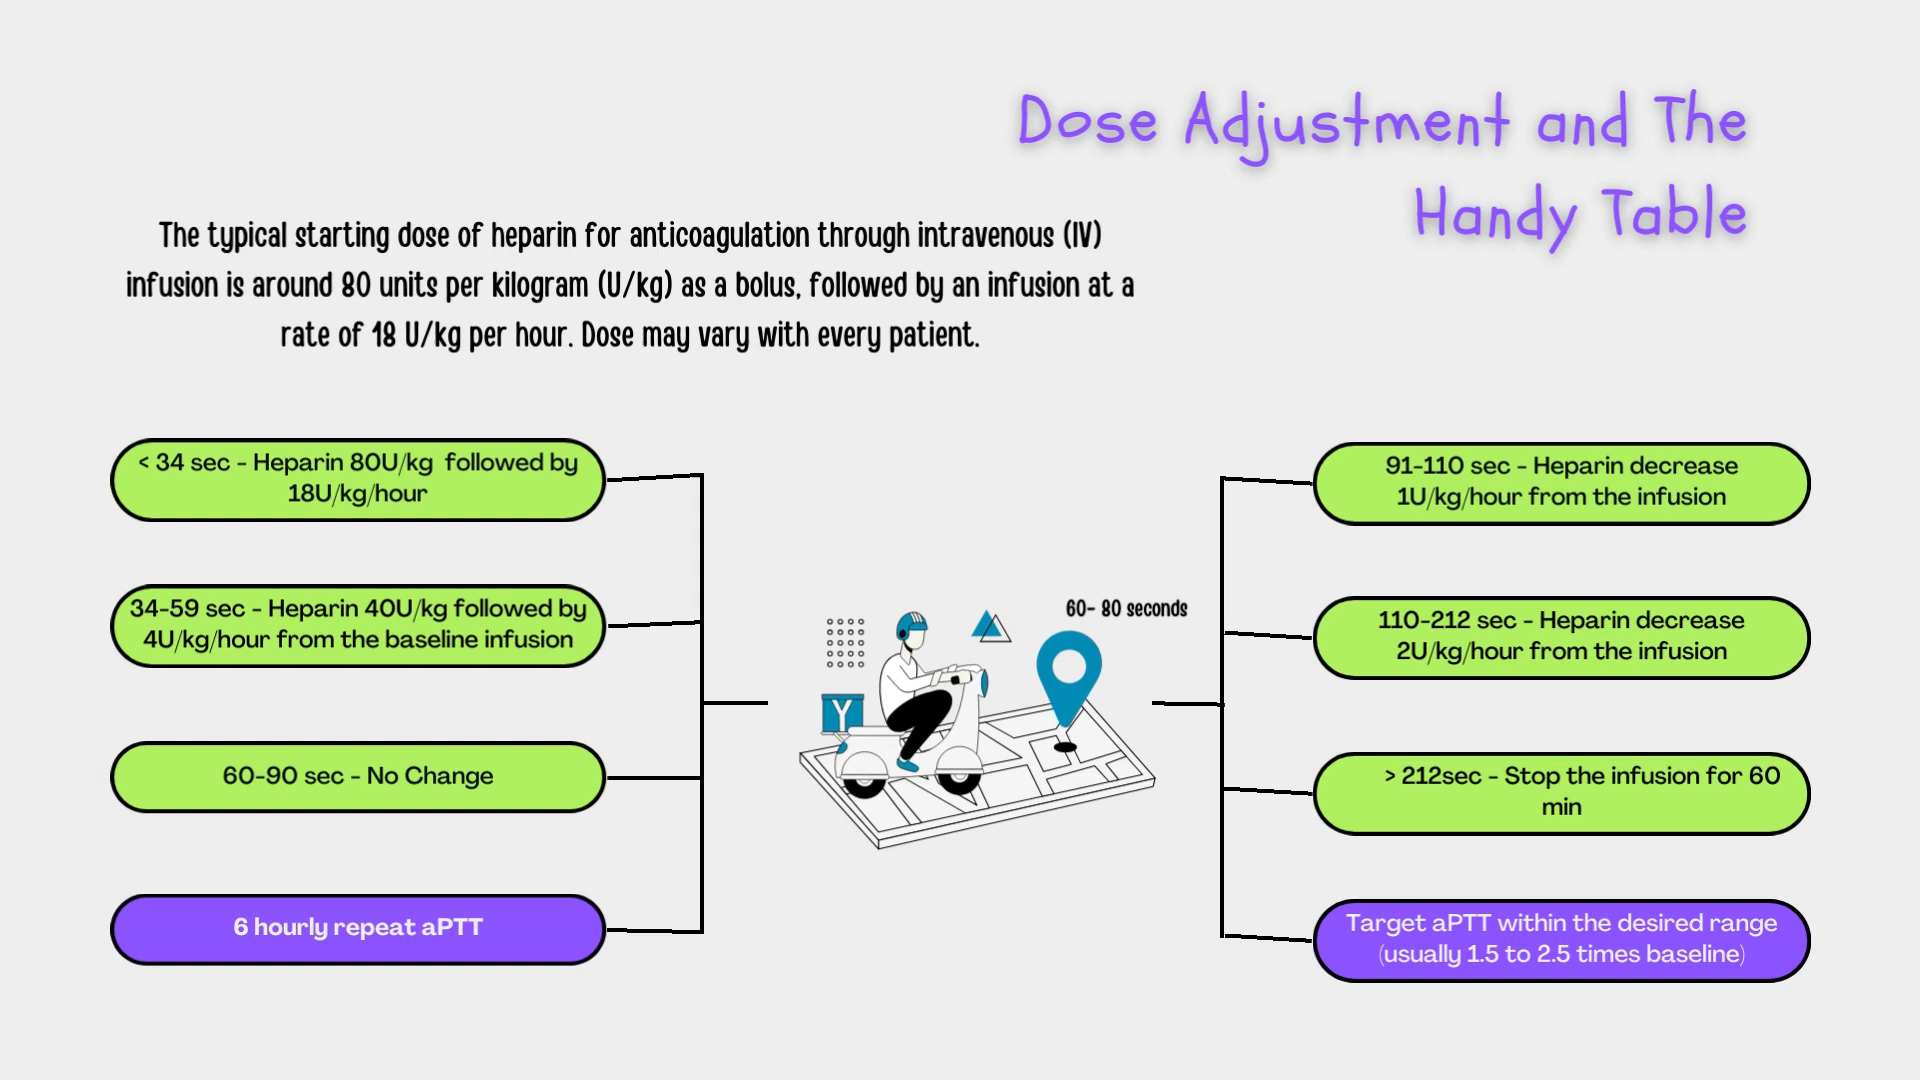 Dose Adjustment and The
Handy Table
The typical starting dose of heparin for anticoagulation through intravenous (IV)
infusion is around 80 units per kilogram (U/kg) as a bolus, followed by an infusion at a
rate of 18 U/kg per hour. Dose may vary with every patient.
< 34 sec - Heparin 80U/kg followed by
18U/kg/hour
34-59 sec - Heparin 40U/kg followed by
4U/kg/hour from the baseline infusion
60-90 sec - No Change
6 hourly repeat aPTT
60- 80 seconds
Y
91-110 sec - Heparin decrease
1U/kg/hour from the infusion
110-212 sec - Heparin decrease
2U/kg/hour from the infusion
> 212sec - Stop the infusion for 60
min
Target aPTT within the desired range
(usually 1.5 to 2.5 times baseline)